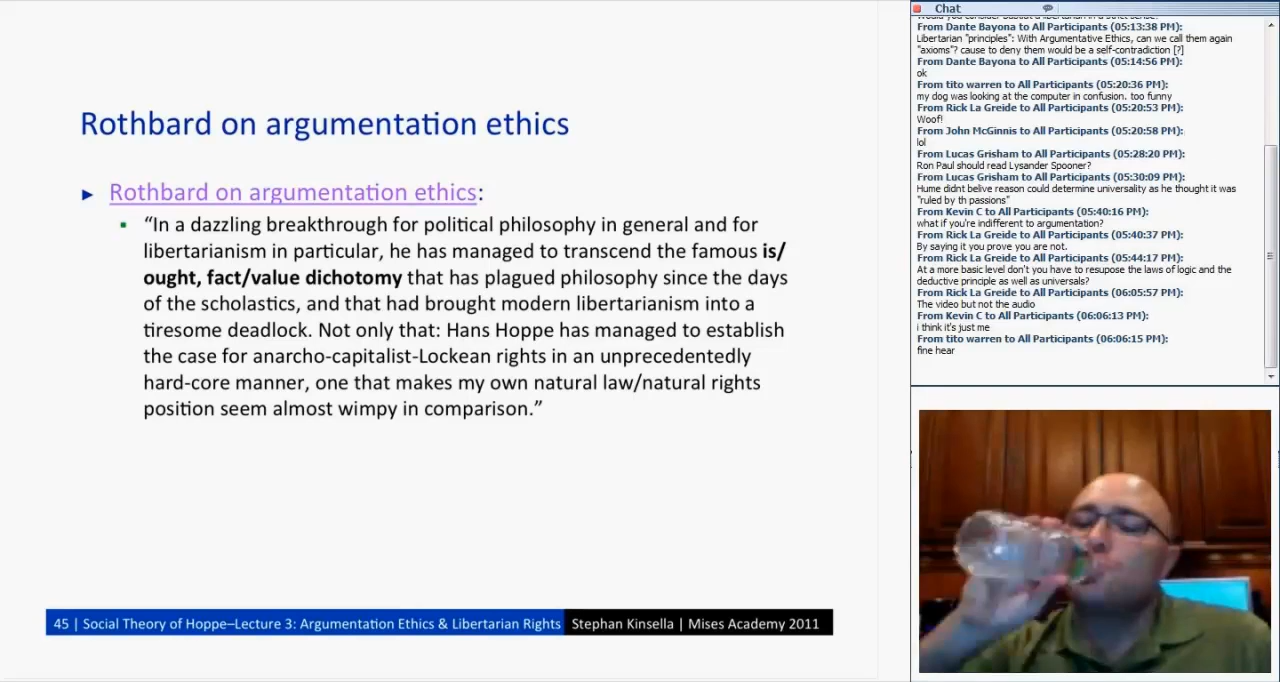 Rothbard on argumentation ethics
► Rothbard on argumentation ethics:
▪ “In a dazzling breakthrough for political philosophy in general and for
libertarianism in particular, he has managed to transcend the famous is/
ought, fact/value dichotomy that has plagued philosophy since the days
of the scholastics, and that had brought modern libertarianism into a
tiresome deadlock. Not only that: Hans Hoppe has managed to establish
the case for anarcho-capitalist-Lockean rights in an unprecedentedly
hard-core manner, one that makes my own natural law/natural rights
position seem almost wimpy in comparison.”
45 | Social Theory of Hoppe–Lecture 3: Argumentation Ethics & Libertarian Rights Stephan Kinsella | Mises Academy 2011
Chat
From Dante Bayona to All Participants (05:13:38 PM):
Libertarian "principles": With Argumentative Ethics, can we call them again
"axioms"? cause to deny them would be a self-contradiction [?]
From Dante Bayona to All Participants (05:14:56 PM):
ok
From tito warren to All Participants (05:20:36 PM):
my dog was looking at the computer in confusion. too funny
From Rick La Greide to All Participants (05:20:53 PM):
Woof!
From John McGinnis to All Participants (05:20:58 PM):
lol
From Lucas Grisham to All Participants (05:28:20 PM):
Ron Paul should read Lysander Spooner?
From Lucas Grisham to All Participants (05:30:09 PM):
Hume didnt belive reason could determine universality as he thought it was
"ruled by th passions"
From Kevin C to All Participants (05:40:16 PM):
what if you're indifferent to argumentation?
From Rick La Greide to All Participants (05:40:37 PM):
By saying it you prove you are not.
From Rick La Greide to All Participants (05:44:17 PM):
At a more basic level don't you have to resupose the laws of logic and the
deductive principle as well as universals?
From Rick La Greide to All Participants (06:05:57 PM):
The video but not the audio
From Kevin C to All Participants (06:06:13 PM):
i think it's just me
From tito warren to All Participants (06:06:15 PM):
fine hear